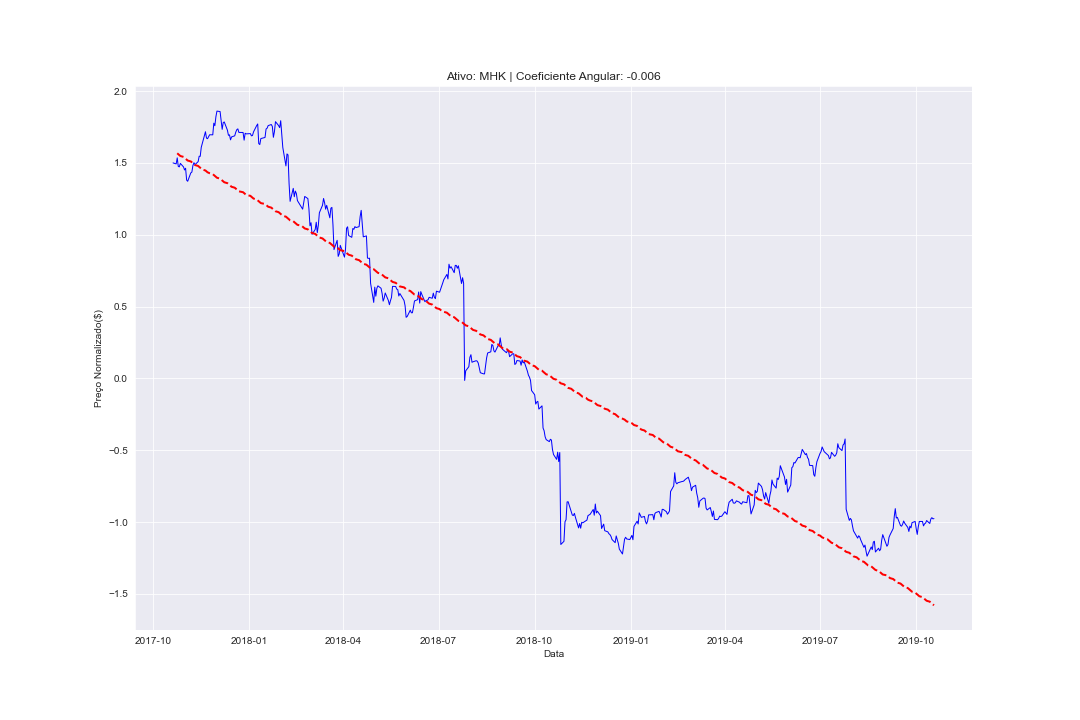 Ativo: MHK | Coeficiente Angular: -0.006
2.0
1.5
1.0
0.5
0.0
−0.5
−1.0
−1.5
Preço Normalizado($)
2017-10 2018-01 2018-04 2018-07 2018-10 2019-01 2019-04 2019-07 2019-10
Data